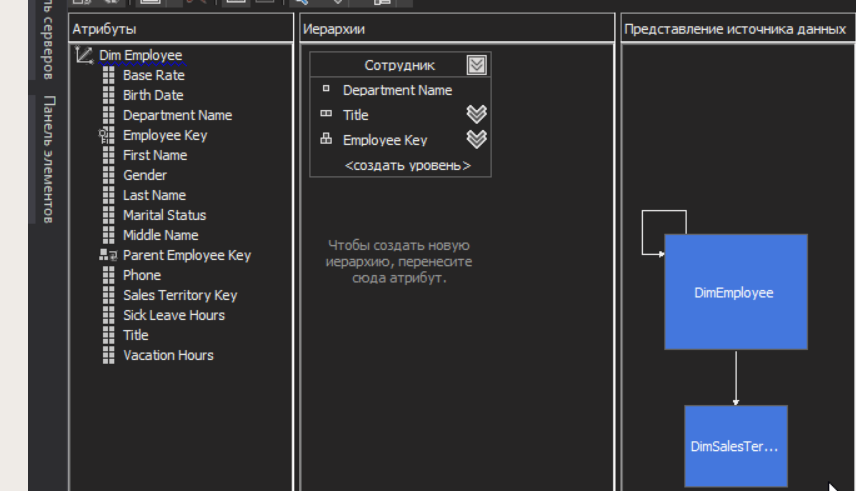 ль серверов
Панель элементов
Атрибуты
Dim Employee
Base Rate
Birth Date
Department Name
Employee Key
First Name
Gender
Last Name
Marital Status
Middle Name
Parent Employee Key
Phone
Sales Territory Key
Sick Leave Hours
Title
Vacation Hours
Иерархии
Сотрудник
Department Name
Title
Employee Key
<создать уровень>
Чтобы создать новую
иерархию, перенесите
сюда атрибут.
Представление источника данных
DimEmployee
DimSalesTer...